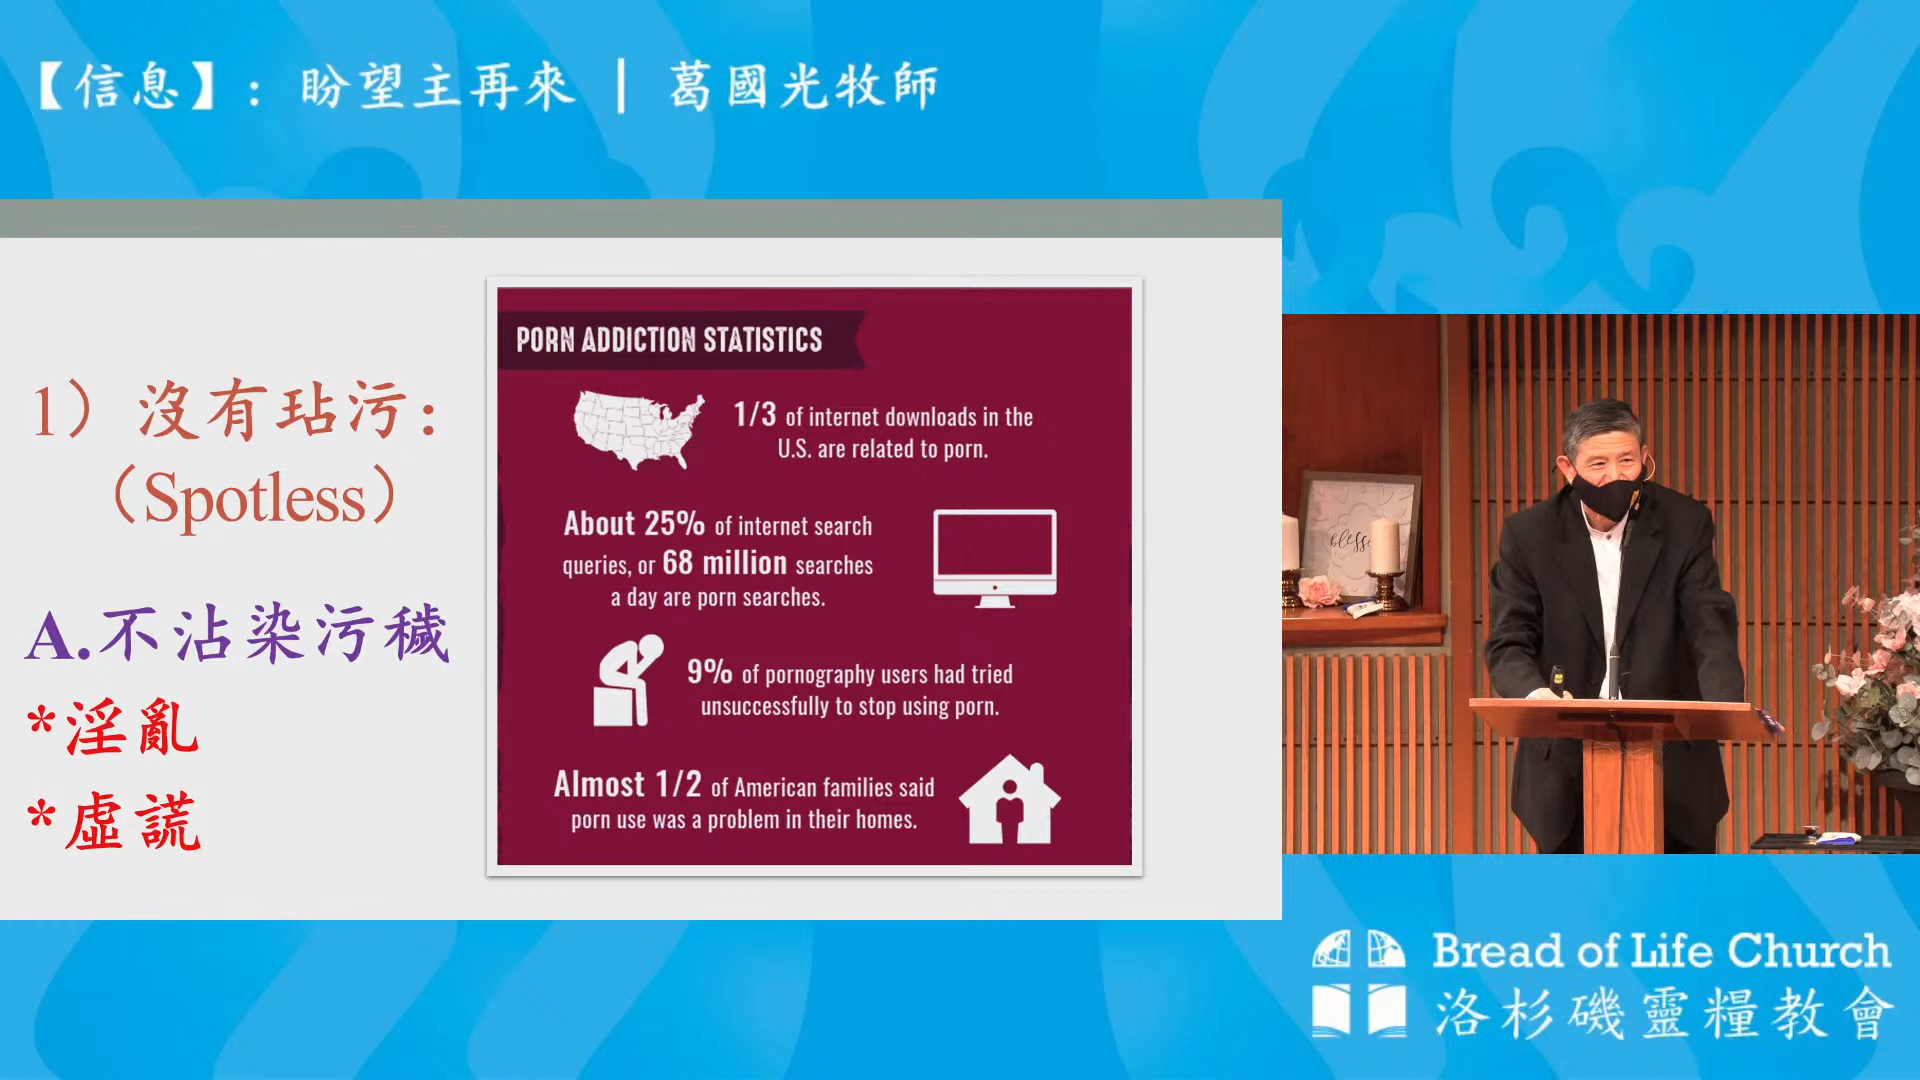 【信息】：盼望主再來 | 葛國光牧師
1）沒有玷污：
（Spotless）
A.不沾染污穢
*淫亂
*虛謊
PORN ADDICTION STATISTICS
1/3 of internet downloads in the
U.S. are related to porn.
About 25% of internet search
queries, or 68 million searches
a day are porn searches.
9% of pornography users had tried
unsuccessfully to stop using porn.
Almost 1/2 of American families said
porn use was a problem in their homes.
Bread of Life Church
洛杉磯靈糧教會